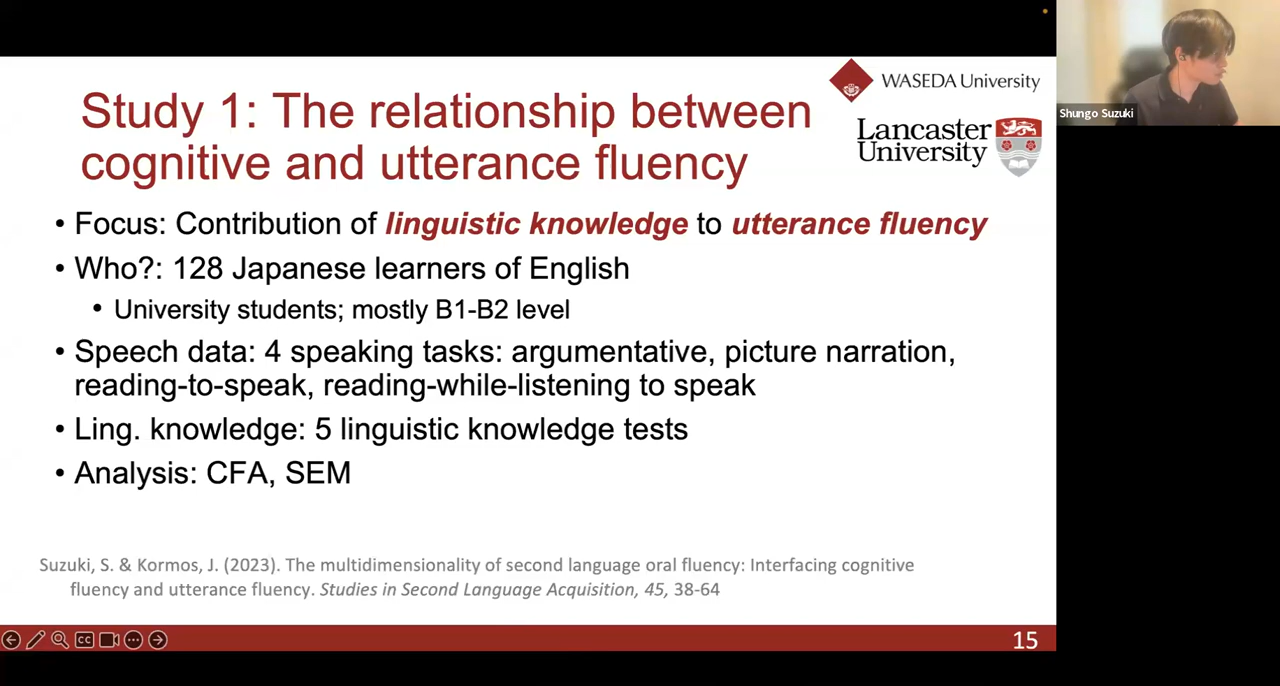 Study 1: The relationship between
cognitive and utterance fluency
WASEDA University
Lancaster
University
Shungo Suzuki
• Focus: Contribution of linguistic knowledge to utterance fluency
• Who?: 128 Japanese learners of English
• University students; mostly B1-B2 level
• Speech data: 4 speaking tasks: argumentative, picture narration,
reading-to-speak, reading-while-listening to speak
• Ling. knowledge: 5 linguistic knowledge tests
• Analysis: CFA, SEM
Suzuki, S. & Kormos, J. (2023). The multidimensionality of second language oral fluency: Interfacing cognitive
fluency and utterance fluency. Studies in Second Language Acquisition, 45, 38-64
CC
15